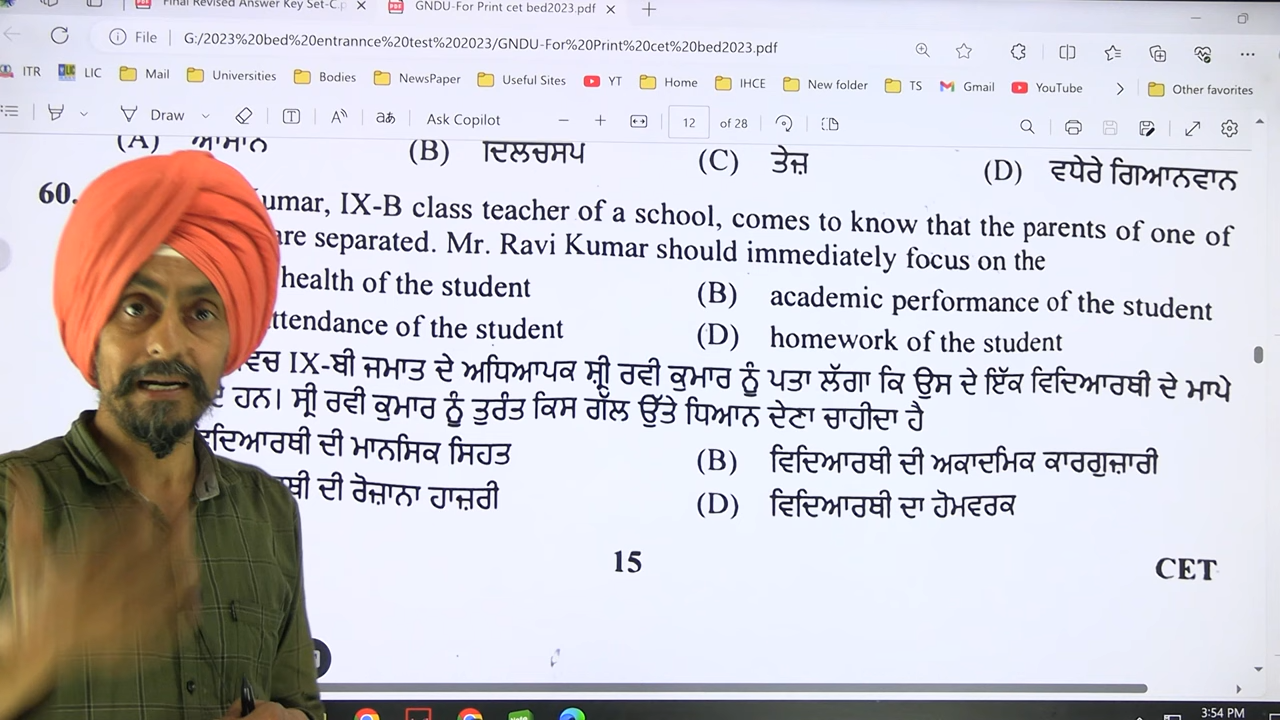 Final Revised Answer Key Set-C.p
GNDU-For Print cet bed2023.pdf
File G:/2023%20bed%20entrannce%20test%202023/GNDU-For%20Print%20cet%20bed2023.pdf
ITR LIC Mail Universities Bodies NewsPaper Useful Sites YT Home IHCE New folder TS Gmail YouTube Other favorites
Draw Ask Copilot 12 of 28
(A) ਆਸਾਨ (B) ਦਿਲਚਸਪ (C) ਤੇਜ਼ (D) ਵਧੇਰੇ ਗਿਆਨਵਾਨ
60. umar, IX-B class teacher of a school, comes to know that the parents of one of
are separated. Mr. Ravi Kumar should immediately focus on the
health of the student (B) academic performance of the student
ttendance of the student (D) homework of the student
ਵਿਚ IX-ਬੀ ਜਮਾਤ ਦੇ ਅਧਿਆਪਕ ਸ੍ਰੀ ਰਵੀ ਕੁਮਾਰ ਨੂੰ ਪਤਾ ਲੱਗਾ ਕਿ ਉਸ ਦੇ ਇੱਕ ਵਿਦਿਆਰਥੀ ਦੇ ਮਾਪੇ
ਹਨ। ਸ੍ਰੀ ਰਵੀ ਕੁਮਾਰ ਨੂੰ ਤੁਰੰਤ ਕਿਸ ਗੱਲ ਉੱਤੇ ਧਿਆਨ ਦੇਣਾ ਚਾਹੀਦਾ ਹੈ
ਵਿਦਿਆਰਥੀ ਦੀ ਮਾਨਸਿਕ ਸਿਹਤ (B) ਵਿਦਿਆਰਥੀ ਦੀ ਅਕਾਦਮਿਕ ਕਾਰਗੁਜ਼ਾਰੀ
ਥੀ ਦੀ ਰੋਜ਼ਾਨਾ ਹਾਜ਼ਰੀ (D) ਵਿਦਿਆਰਥੀ ਦਾ ਹੋਮਵਰਕ
15 CET
3:54 PM